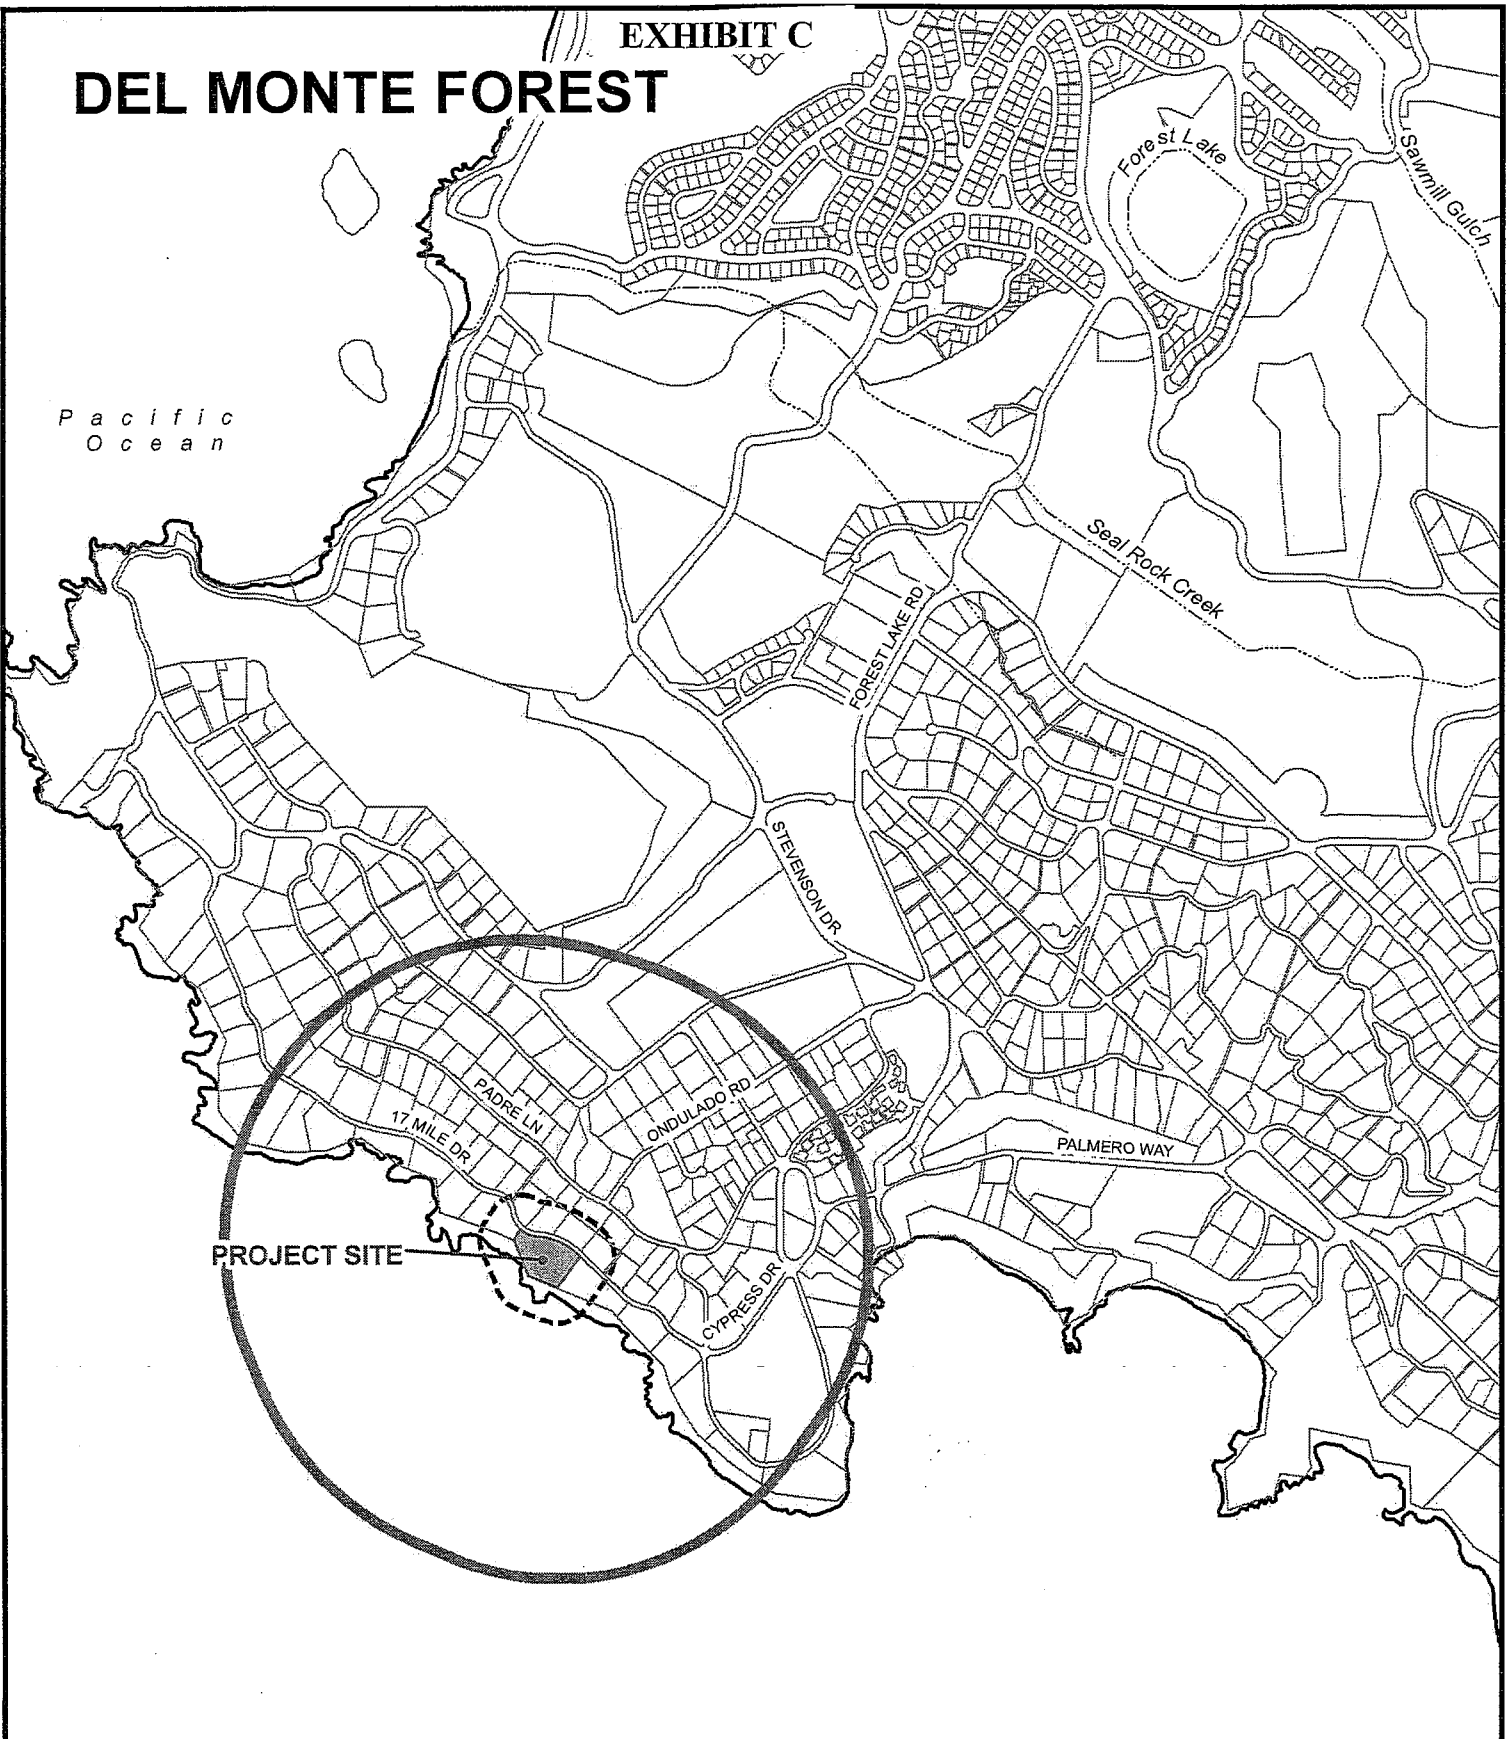 EXHIBIT C
DEL MONTE FOREST
Forest Lake
Sawmill Gulch
Pacific
Ocean
Seal Rock Creek
FOREST LAKE RD
STEVENSON DR
PADRE LN
17 MILE DR
ONDULADO RD
PALMERO WAY
PROJECT SITE
CYPRESS DR